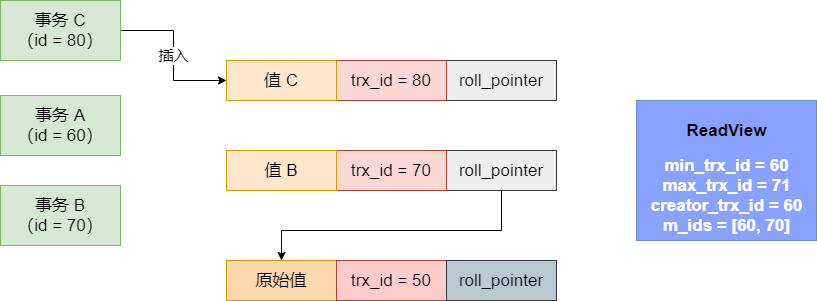 事务 C
（id = 80）
插入
值 C
trx_id = 80
roll_pointer
事务 A
（id = 60）
值 B
trx_id = 70
roll_pointer
事务 B
（id = 70）
原始值
trx_id = 50
roll_pointer
ReadView
min_trx_id = 60
max_trx_id = 71
creator_trx_id = 60
m_ids = [60, 70]